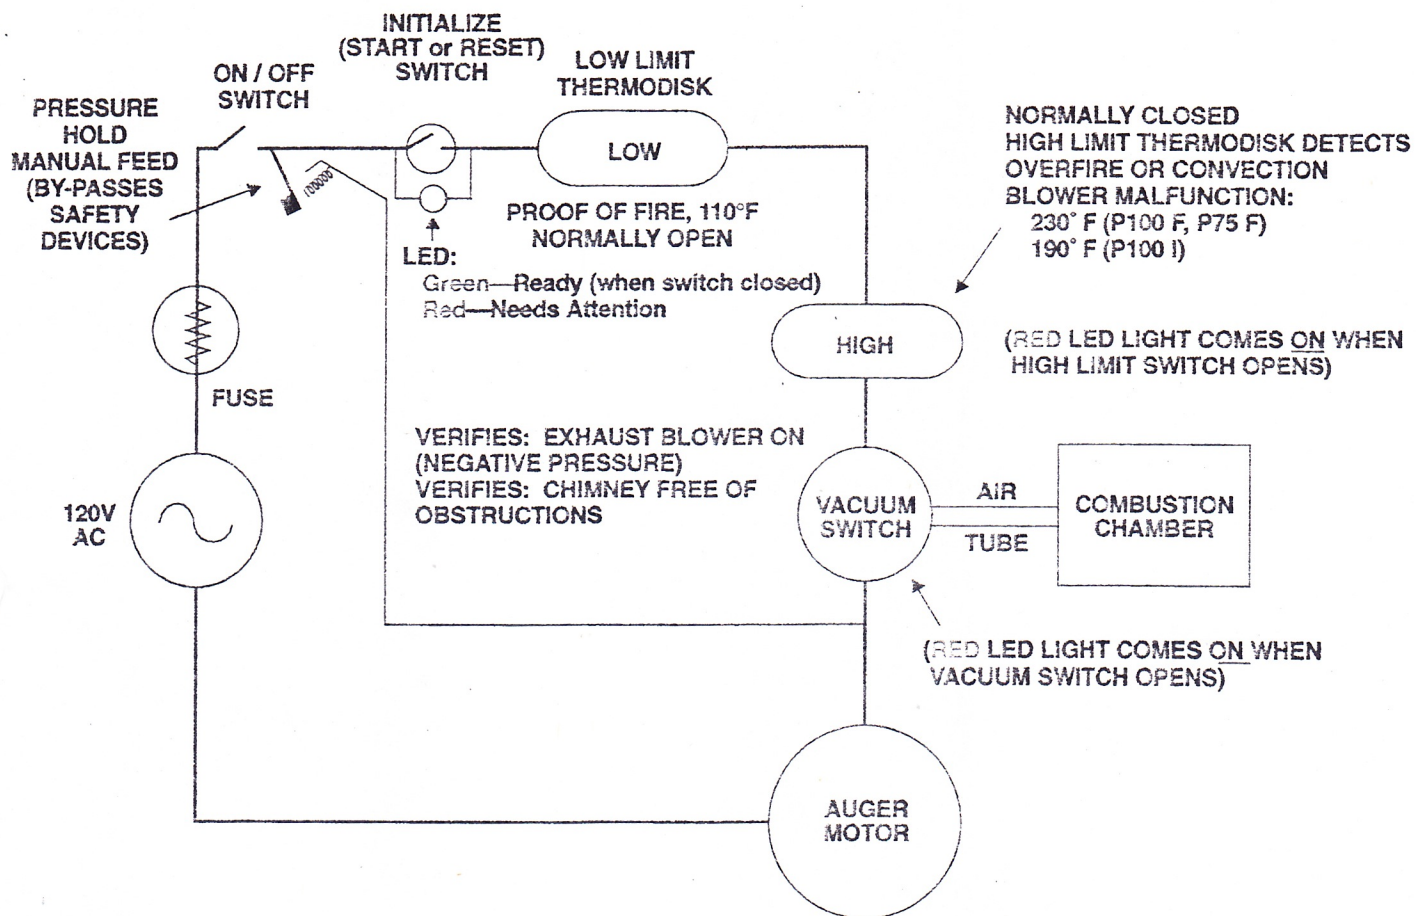 INITIALIZE
(START or RESET)
SWITCH
LOW LIMIT
THERMODISK
ON / OFF
SWITCH
PRESSURE
HOLD
MANUAL FEED
(BY-PASSES
SAFETY
DEVICES)
LOW
NORMALLY CLOSED
HIGH LIMIT THERMODISK DETECTS
OVERFIRE OR CONVECTION
BLOWER MALFUNCTION:
230° F (P100 F, P75 F)
190° F (P100 I)
PROOF OF FIRE, 110°F
NORMALLY OPEN
LED:
Green—Ready (when switch closed)
Red—Needs Attention
HIGH
(RED LED LIGHT COMES ON WHEN
HIGH LIMIT SWITCH OPENS)
FUSE
VERIFIES: EXHAUST BLOWER ON
(NEGATIVE PRESSURE)
VERIFIES: CHIMNEY FREE OF
OBSTRUCTIONS
120V
AC
VACUUM
SWITCH
AIR
TUBE
COMBUSTION
CHAMBER
(RED LED LIGHT COMES ON WHEN
VACUUM SWITCH OPENS)
AUGER
MOTOR